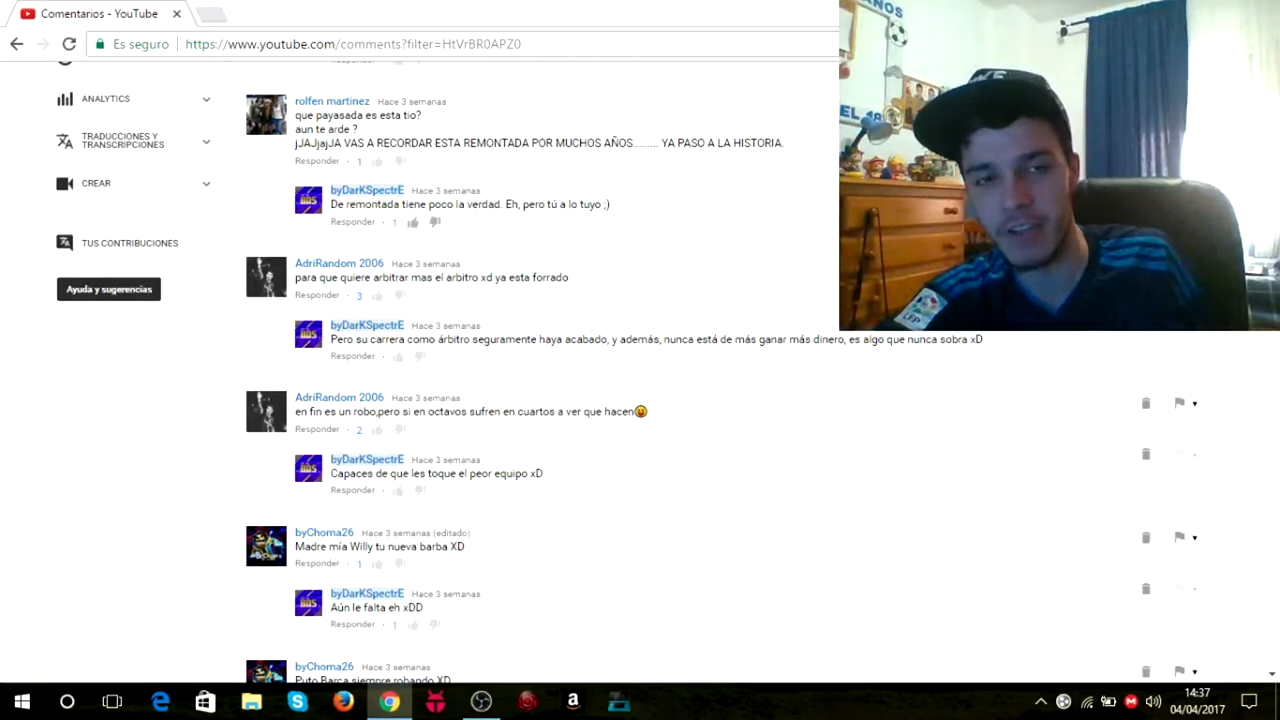 Comentarios - YouTube
Es seguro
https://www.youtube.com/comments?filter=HtVrBR0APZ0
ANALYTICS
TRADUCCIONES Y
TRANSCRIPCIONES
CREAR
TUS CONTRIBUCIONES
Ayuda y sugerencias
Responder
rolfen martinez Hace 3 semanas
que payasada es esta tio?
aun te arde ?
jJAJjajJA VAS A RECORDAR ESTA REMONTADA POR MUCHOS AÑOS......... YA PASO A LA HISTORIA.
Responder · 1
byDarKSpectrE Hace 3 semanas
De remontada tiene poco la verdad. Eh, pero tú a lo tuyo ;)
Responder · 1
AdriRandom 2006 Hace 3 semanas
para que quiere arbitrar mas el arbitro xd ya esta forrado
Responder · 3
byDarKSpectrE Hace 3 semanas
Pero su carrera como árbitro seguramente haya acabado, y además, nunca está de más ganar más dinero, es algo que nunca sobra xD
Responder ·
AdriRandom 2006 Hace 3 semanas
en fin es un robo,pero si en octavos sufren en cuartos a ver que hacen😝
Responder · 2
byDarKSpectrE Hace 3 semanas
Capaces de que les toque el peor equipo xD
Responder ·
byChoma26 Hace 3 semanas (editado)
Madre mía Willy tu nueva barba XD
Responder · 1
byDarKSpectrE Hace 3 semanas
Aún le falta eh xDD
Responder · 1
byChoma26 Hace 3 semanas
Puto Barça siempre robando XD
LFP
14:37
04/04/2017